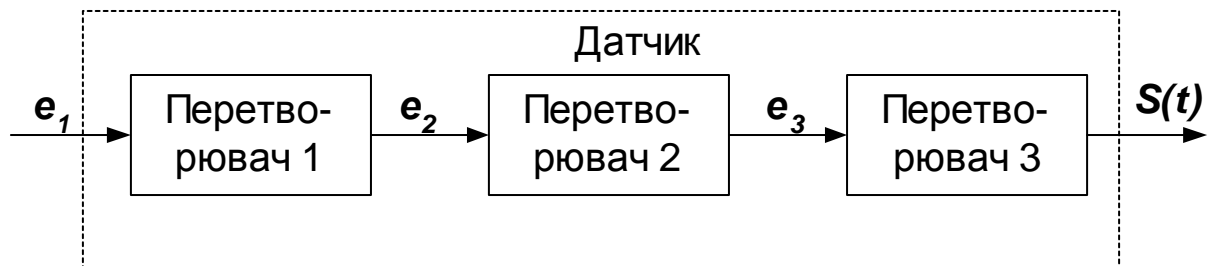 Датчик
e1
Перетво-
рювач 1
e2
Перетво-
рювач 2
e3
Перетво-
рювач 3
S(t)